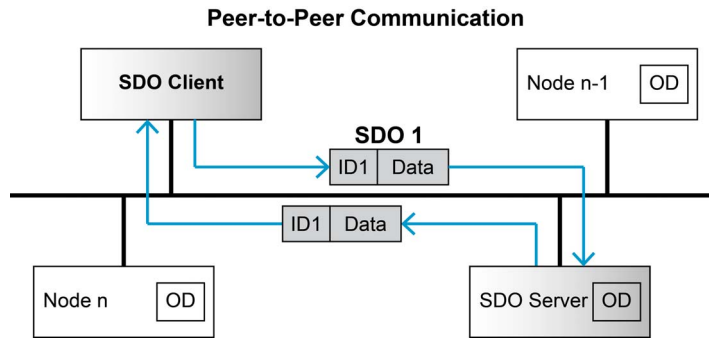 Peer-to-Peer Communication
SDO Client
Node n-1
OD
SDO 1
ID1
Data
ID1
Data
Node n
OD
SDO Server
OD